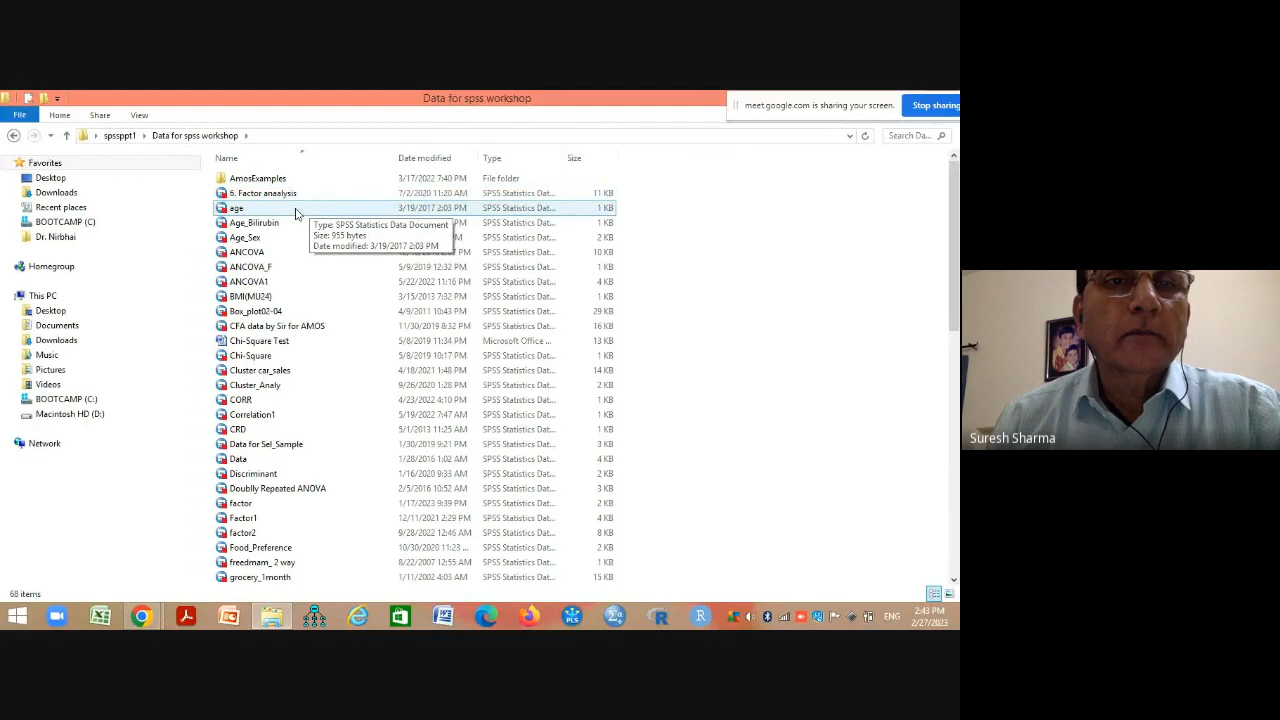 Data for spss workshop
meet.google.com is sharing your screen.
Stop sharing
File Home Share View
spssppt1 Data for spss workshop
Search Da...
Name Date modified Type Size
Favorites
Desktop
Downloads
Recent places
BOOTCAMP (C)
Dr. Nirbhai
Homegroup
This PC
Desktop
Documents
Downloads
Music
Pictures
Videos
BOOTCAMP (C:)
Macintosh HD (D:)
Network
AmosExamples 3/17/2022 7:40 PM File folder
6. Factor anaalysis 7/2/2020 11:20 AM SPSS Statistics Dat... 11 KB
age 3/19/2017 2:03 PM SPSS Statistics Dat... 1 KB
Age_Bilirubin
Age_Sex SPSS Statistics Dat... 2 KB
ANCOVA SPSS Statistics Dat... 10 KB
Type: SPSS Statistics Data Document
Size: 955 bytes
Date modified: 3/19/2017 2:03 PM
ANCOVA_F 5/9/2019 12:32 PM SPSS Statistics Dat... 1 KB
ANCOVA1 5/22/2022 11:16 PM SPSS Statistics Dat... 4 KB
BMI(MU24) 3/15/2013 7:32 PM SPSS Statistics Dat... 1 KB
Box_plot02-04 4/9/2011 10:43 PM SPSS Statistics Dat... 29 KB
CFA data by Sir for AMOS 11/30/2019 8:32 PM SPSS Statistics Dat... 16 KB
Chi-Square Test 5/8/2019 11:34 PM Microsoft Office ... 13 KB
Chi-Square 5/8/2019 10:17 PM SPSS Statistics Dat... 1 KB
Cluster car_sales 4/18/2021 1:48 PM SPSS Statistics Dat... 14 KB
Cluster_Analy 9/26/2020 1:28 PM SPSS Statistics Dat... 2 KB
CORR 4/23/2022 4:10 PM SPSS Statistics Dat... 1 KB
Correlation1 5/19/2022 7:47 AM SPSS Statistics Dat... 1 KB
CRD 5/1/2013 11:25 AM SPSS Statistics Dat... 1 KB
Data for Sel_Sample 1/30/2019 9:21 PM SPSS Statistics Dat... 3 KB
Data 1/28/2016 1:02 AM SPSS Statistics Dat... 4 KB
Discriminant 1/16/2020 9:33 AM SPSS Statistics Dat... 2 KB
Doublly Repeated ANOVA 2/5/2016 10:52 AM SPSS Statistics Dat... 3 KB
factor 1/17/2023 9:39 PM SPSS Statistics Dat... 1 KB
Factor1 12/11/2021 2:29 PM SPSS Statistics Dat... 4 KB
factor2 9/28/2022 12:46 AM SPSS Statistics Dat... 8 KB
Food_Preference 10/30/2020 11:23 ... SPSS Statistics Dat... 2 KB
freedmam_ 2 way 8/22/2007 12:55 AM SPSS Statistics Dat... 1 KB
grocery_1month 1/11/2002 4:03 AM SPSS Statistics Dat... 15 KB
68 items
PLS
ENG
2:43 PM
2/27/2023
Suresh Sharma